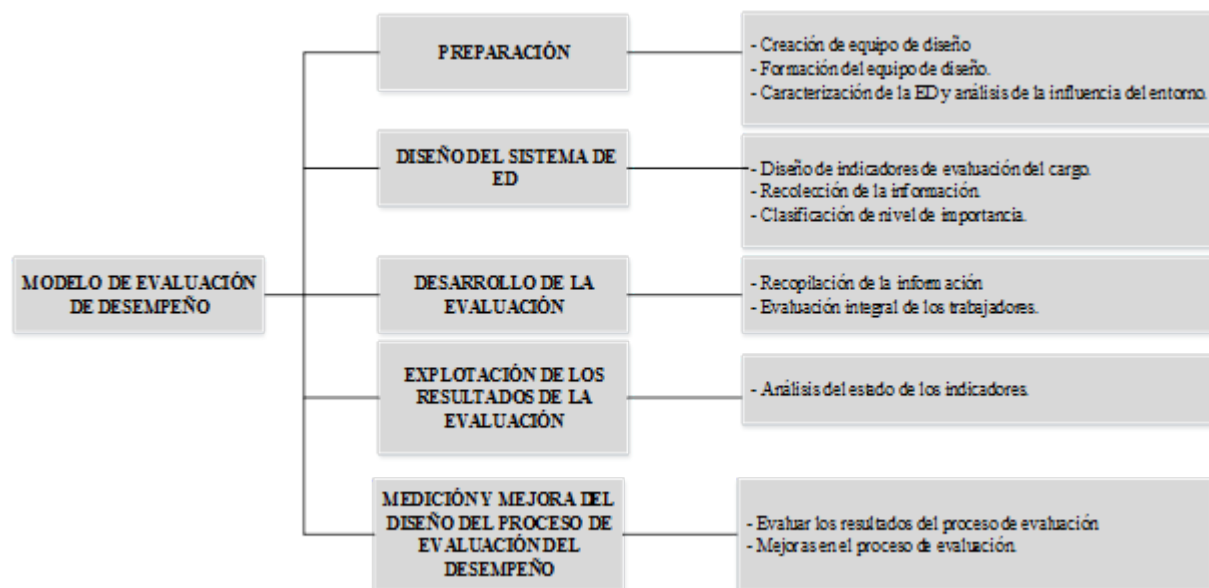 MODELO DE EVALUACIÓN
DE DESEMPEÑO
PREPARACIÓN
- Creación de equipo de diseño
- Formación del equipo de diseño.
- Caracterización de la ED y análisis de la influencia del entorno.
DISEÑO DEL SISTEMA DE
ED
- Diseño de indicadores de evaluación del cargo.
- Recolección de la información.
- Clasificación de nivel de importancia.
DESARROLLO DE LA
EVALUACIÓN
- Recopilación de la información
- Evaluación integral de los trabajadores.
EXPLOTACIÓN DE LOS
RESULTADOS DE LA
EVALUACIÓN
- Análisis del estado de los indicadores.
MEDICIÓN Y MEJORA DEL
DISEÑO DEL PROCESO DE
EVALUACIÓN DEL
DESEMPEÑO
- Evaluar los resultados del proceso de evaluación
- Mejoras en el proceso de evaluación.